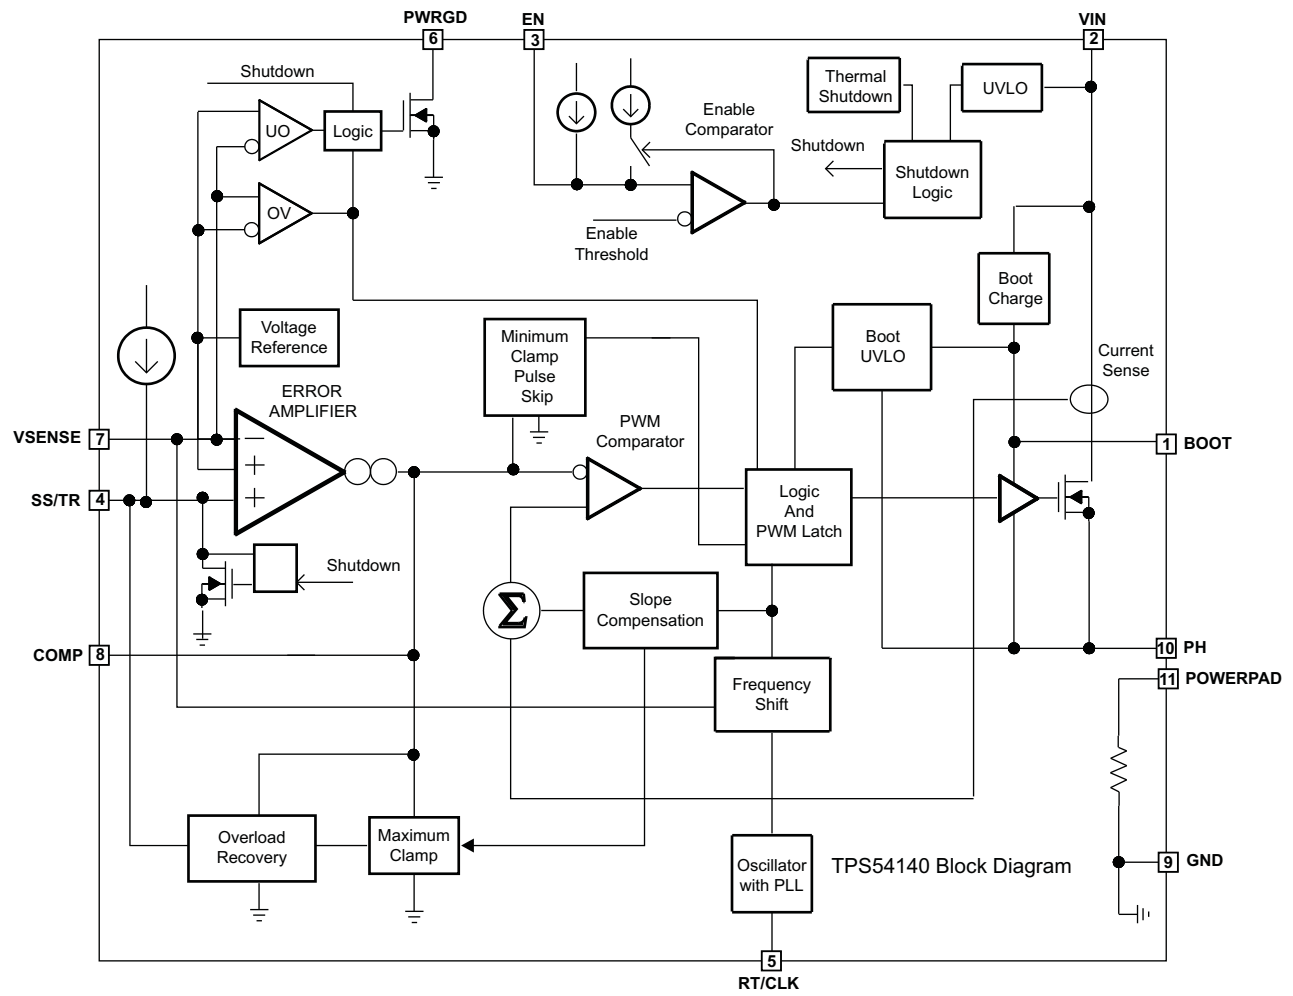 PWRGD
EN
VIN
6
3
2
Shutdown
Thermal
Shutdown
UVLO
Enable
Comparator
UO
Logic
Shutdown
Shutdown
Logic
OV
Enable
Threshold
Boot
Charge
Voltage
Reference
Minimum
Clamp
Pulse
Skip
Boot
UVLO
Current
Sense
ERROR
AMPLIFIER
PWM
Comparator
VSENSE
7
1
BOOT
−
+
+
SS/TR
4
Logic
And
PWM Latch
Shutdown
Σ
Slope
Compensation
COMP
8
10
PH
11
POWERPAD
Frequency
Shift
Overload
Recovery
Maximum
Clamp
Oscillator
with PLL
TPS54140 Block Diagram
9
GND
5
RT/CLK